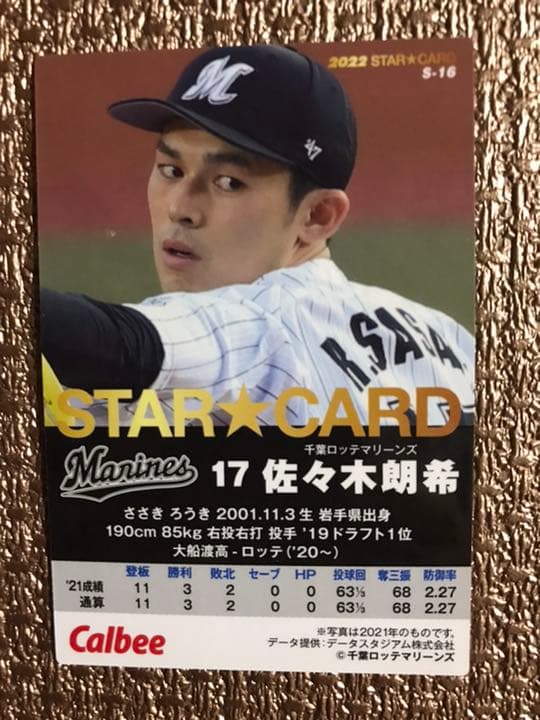 2022 STAR★CARD
S-16
M
'47
R.SASA
STAR★CARD
千葉ロッテマリーンズ
Marines 17 佐々木朗希
ささき ろうき 2001.11.3生 岩手県出身
190cm 85kg 右投右打 投手 '19ドラフト1位
大船渡高-ロッテ('20〜)
登板 勝利 敗北 セーブ HP 投球回 奪三振 防御率
'21成績 11 3 2 0 0 63⅓ 68 2.27
通算 11 3 2 0 0 63⅓ 68 2.27
Calbee
※写真は2021年のものです。
データ提供:データスタジアム株式会社
©千葉ロッテマリーンズ